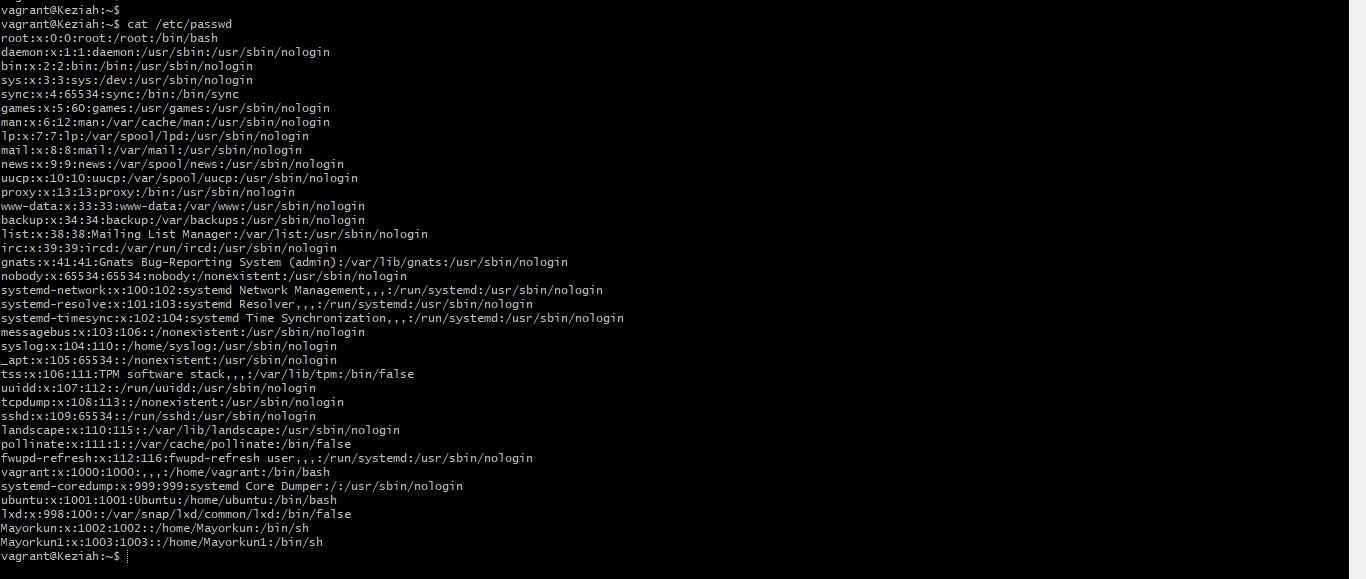 vagrant@Keziah:~$
vagrant@Keziah:~$ cat /etc/passwd
root:x:0:0:root:/root:/bin/bash
daemon:x:1:1:daemon:/usr/sbin:/usr/sbin/nologin
bin:x:2:2:bin:/bin:/usr/sbin/nologin
sys:x:3:3:sys:/dev:/usr/sbin/nologin
sync:x:4:65534:sync:/bin:/bin/sync
games:x:5:60:games:/usr/games:/usr/sbin/nologin
man:x:6:12:man:/var/cache/man:/usr/sbin/nologin
lp:x:7:7:lp:/var/spool/lpd:/usr/sbin/nologin
mail:x:8:8:mail:/var/mail:/usr/sbin/nologin
news:x:9:9:news:/var/spool/news:/usr/sbin/nologin
uucp:x:10:10:uucp:/var/spool/uucp:/usr/sbin/nologin
proxy:x:13:13:proxy:/bin:/usr/sbin/nologin
www-data:x:33:33:www-data:/var/www:/usr/sbin/nologin
backup:x:34:34:backup:/var/backups:/usr/sbin/nologin
list:x:38:38:Mailing List Manager:/var/list:/usr/sbin/nologin
irc:x:39:39:ircd:/var/run/ircd:/usr/sbin/nologin
gnats:x:41:41:Gnats Bug-Reporting System (admin):/var/lib/gnats:/usr/sbin/nologin
nobody:x:65534:65534:nobody:/nonexistent:/usr/sbin/nologin
systemd-network:x:100:102:systemd Network Management,,,:/run/systemd:/usr/sbin/nologin
systemd-resolve:x:101:103:systemd Resolver,,,:/run/systemd:/usr/sbin/nologin
systemd-timesync:x:102:104:systemd Time Synchronization,,,:/run/systemd:/usr/sbin/nologin
messagebus:x:103:106::/nonexistent:/usr/sbin/nologin
syslog:x:104:110::/home/syslog:/usr/sbin/nologin
_apt:x:105:65534::/nonexistent:/usr/sbin/nologin
tss:x:106:111:TPM software stack,,,:/var/lib/tpm:/bin/false
uuidd:x:107:112::/run/uuidd:/usr/sbin/nologin
tcpdump:x:108:113::/nonexistent:/usr/sbin/nologin
sshd:x:109:65534::/run/sshd:/usr/sbin/nologin
landscape:x:110:115::/var/lib/landscape:/usr/sbin/nologin
pollinate:x:111:1::/var/cache/pollinate:/bin/false
fwupd-refresh:x:112:116:fwupd-refresh user,,,:/run/systemd:/usr/sbin/nologin
vagrant:x:1000:1000:,,,:/home/vagrant:/bin/bash
systemd-coredump:x:999:999:systemd Core Dumper:/:/usr/sbin/nologin
ubuntu:x:1001:1001:Ubuntu:/home/ubuntu:/bin/bash
lxd:x:998:100::/var/snap/lxd/common/lxd:/bin/false
Mayorkun:x:1002:1002::/home/Mayorkun:/bin/sh
Mayorkun1:x:1003:1003::/home/Mayorkun1:/bin/sh
vagrant@Keziah:~$